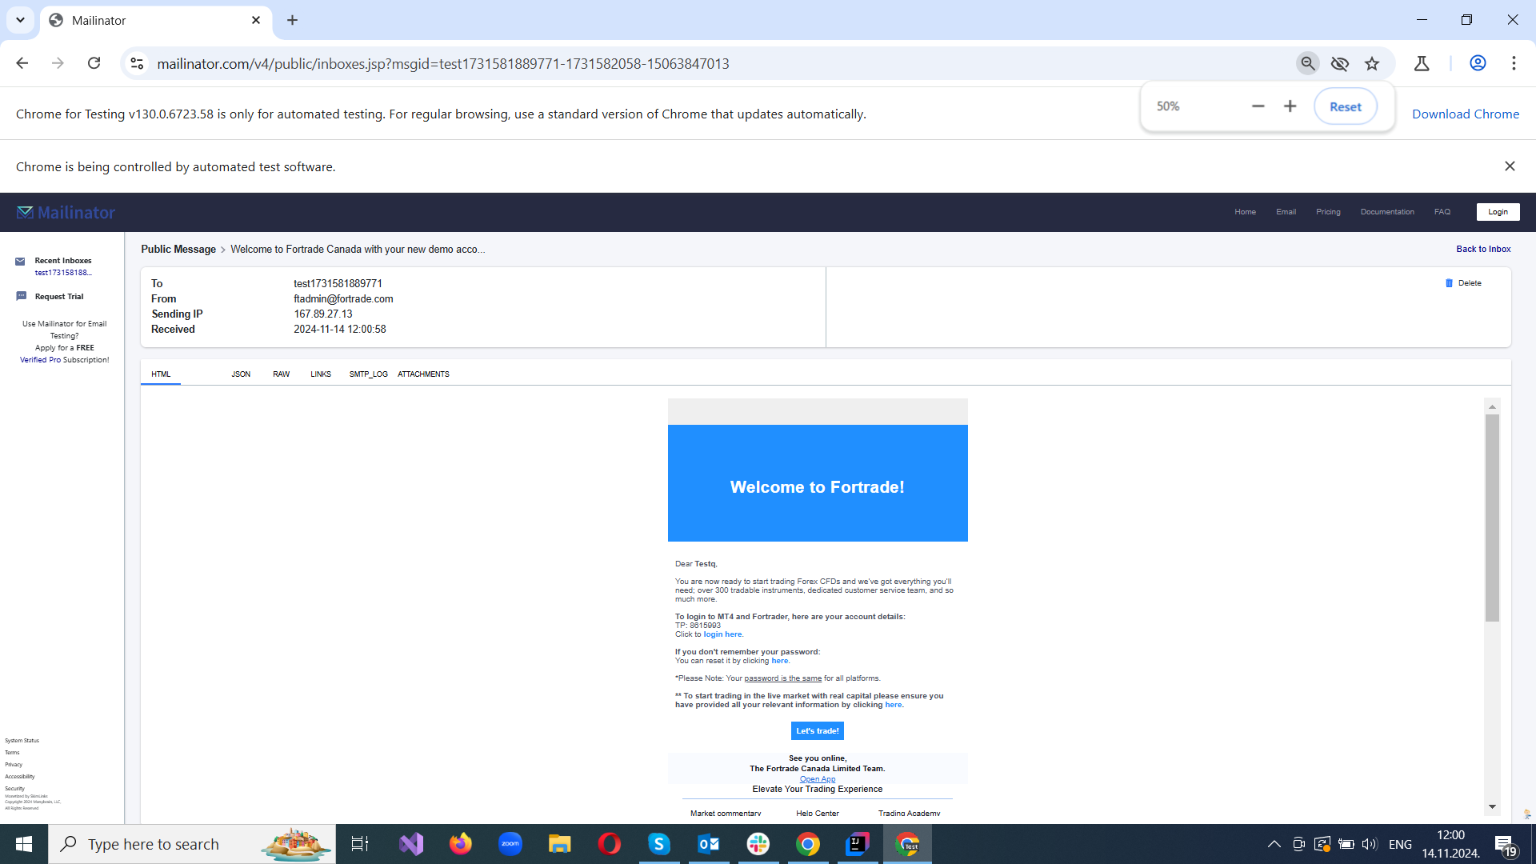 Mailinator
mailinator.com/v4/public/inboxes.jsp?msgid=test1731581889771-1731582058-15063847013
50%
Reset
Chrome for Testing v130.0.6723.58 is only for automated testing. For regular browsing, use a standard version of Chrome that updates automatically.
Download Chrome
Chrome is being controlled by automated test software.
Mailinator
Home
Email
Pricing
Documentation
FAQ
Login
Recent Inboxes
test173158188...
Request Trial
Use Mailinator for Email
Testing?
Apply for a FREE
Verified Pro Subscription!
Public Message > Welcome to Fortrade Canada with your new demo acco...
Back to Inbox
To test1731581889771
From ftadmin@fortrade.com
Sending IP 167.89.27.13
Received 2024-11-14 12:00:58
Delete
HTML
JSON
RAW
LINKS
SMTP_LOG
ATTACHMENTS
Welcome to Fortrade!
Dear Testq,
You are now ready to start trading Forex CFDs and we've got everything you'll
need; over 300 tradable instruments, dedicated customer service team, and so
much more.
To login to MT4 and Fortrader, here are your account details:
TP: 8615993
Click to login here.
If you don't remember your password:
You can reset it by clicking here.
*Please Note: Your password is the same for all platforms.
** To start trading in the live market with real capital please ensure you
have provided all your relevant information by clicking here.
Let's trade!
See you online,
The Fortrade Canada Limited Team.
Open App
Elevate Your Trading Experience
Market commentary
Help Center
Trading Academy
System Status
Terms
Privacy
Accessibility
Security
All Rights Reserved
Type here to search
zoom
Test
ENG
12:00
14.11.2024.
19